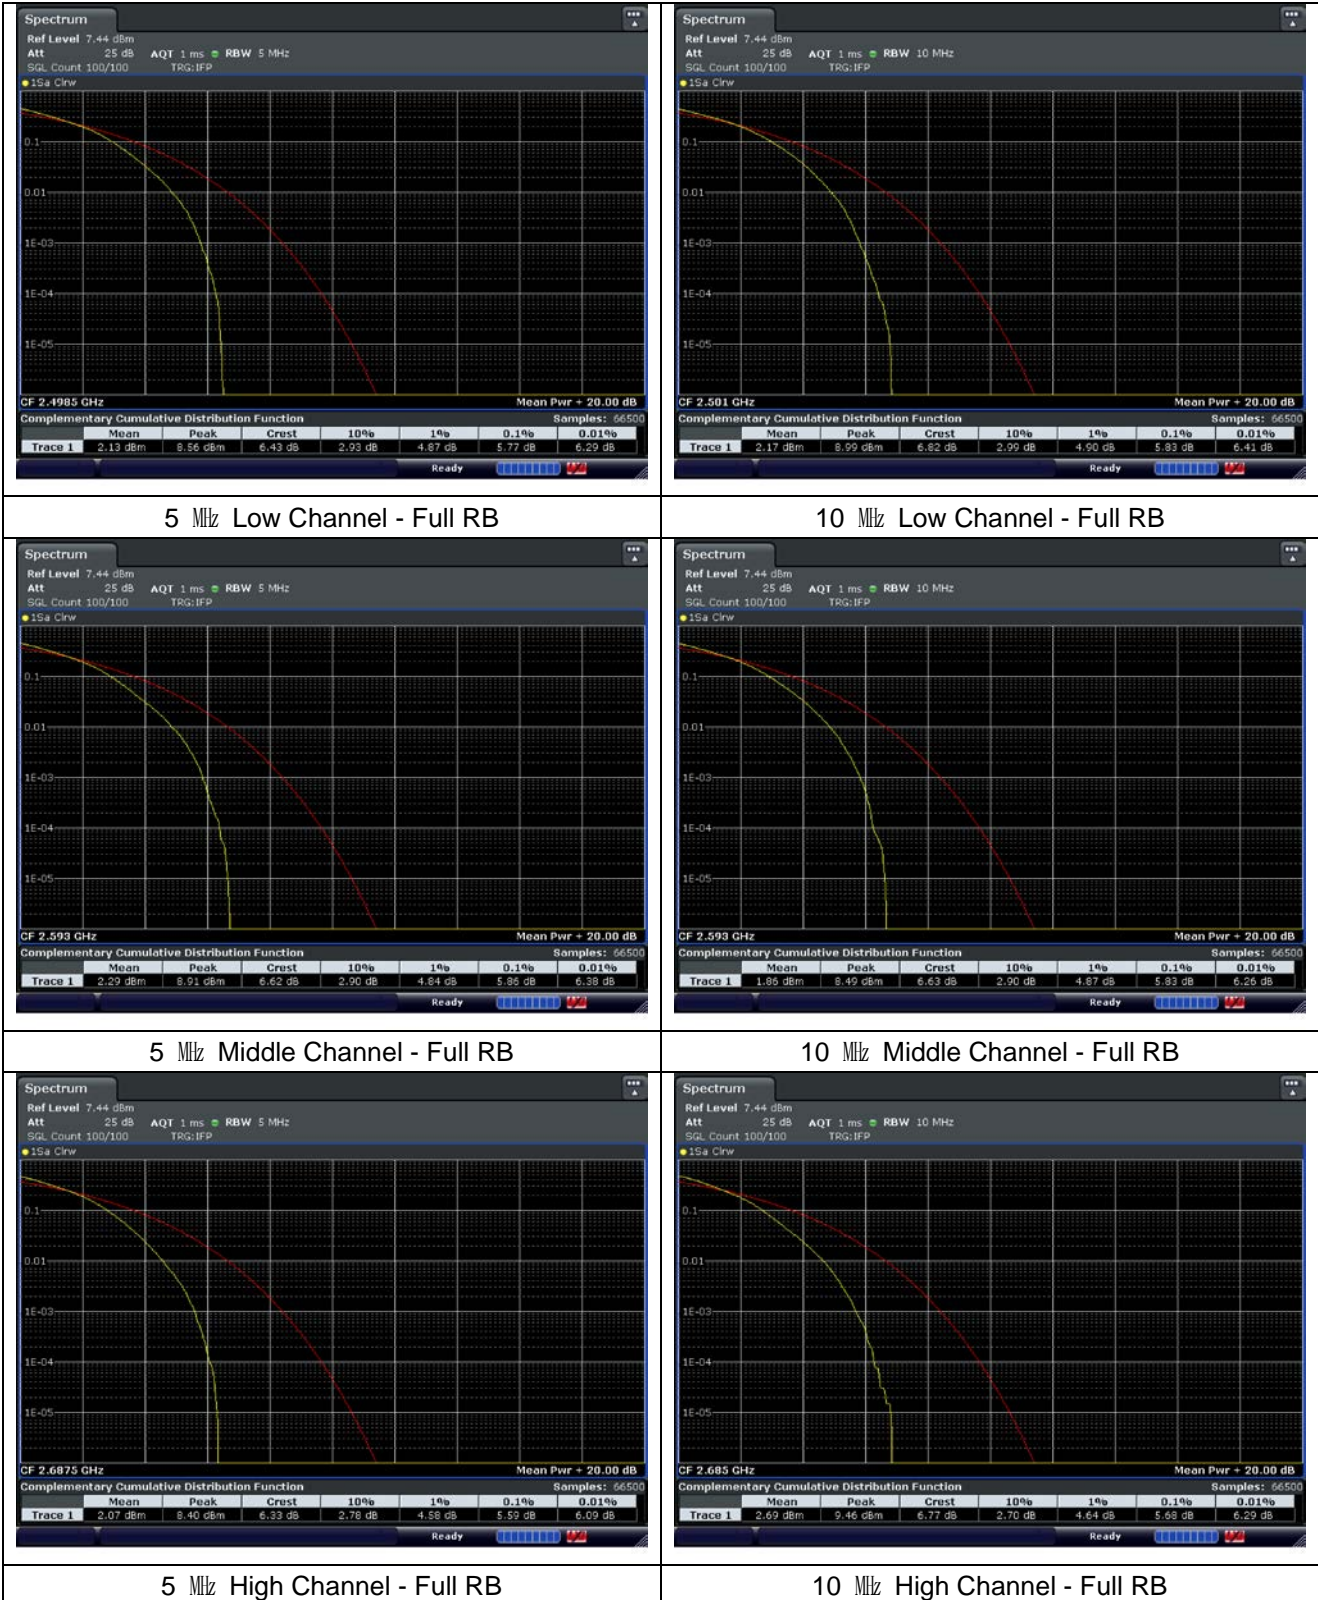 Spectrum
Ref Level 7.44 dBm
Att 25 dB AQT 1 ms RBW 5 MHz
SGL Count 100/100 TRG:IFP
1Sa Clrw
0.1
0.01
1E-03
1E-04
1E-05
CF 2.4985 GHz Mean Pwr + 20.00 dB
Complementary Cumulative Distribution Function Samples: 66500
Mean Peak Crest 10% 1% 0.1% 0.01%
Trace 1 2.13 dBm 8.56 dBm 6.43 dB 2.93 dB 4.87 dB 5.77 dB 6.29 dB
Ready
5 ㎒ Low Channel - Full RB
Spectrum
Ref Level 7.44 dBm
Att 25 dB AQT 1 ms RBW 10 MHz
SGL Count 100/100 TRG:IFP
1Sa Clrw
0.1
0.01
1E-03
1E-04
1E-05
CF 2.501 GHz Mean Pwr + 20.00 dB
Complementary Cumulative Distribution Function Samples: 66500
Mean Peak Crest 10% 1% 0.1% 0.01%
Trace 1 2.17 dBm 8.99 dBm 6.82 dB 2.99 dB 4.90 dB 5.83 dB 6.41 dB
Ready
10 ㎒ Low Channel - Full RB
Spectrum
Ref Level 7.44 dBm
Att 25 dB AQT 1 ms RBW 5 MHz
SGL Count 100/100 TRG:IFP
1Sa Clrw
0.1
0.01
1E-03
1E-04
1E-05
CF 2.593 GHz Mean Pwr + 20.00 dB
Complementary Cumulative Distribution Function Samples: 66500
Mean Peak Crest 10% 1% 0.1% 0.01%
Trace 1 2.29 dBm 8.91 dBm 6.62 dB 2.90 dB 4.84 dB 5.86 dB 6.38 dB
Ready
5 ㎒ Middle Channel - Full RB
Spectrum
Ref Level 7.44 dBm
Att 25 dB AQT 1 ms RBW 10 MHz
SGL Count 100/100 TRG:IFP
1Sa Clrw
0.1
0.01
1E-03
1E-04
1E-05
CF 2.593 GHz Mean Pwr + 20.00 dB
Complementary Cumulative Distribution Function Samples: 66500
Mean Peak Crest 10% 1% 0.1% 0.01%
Trace 1 1.86 dBm 8.49 dBm 6.63 dB 2.90 dB 4.87 dB 5.83 dB 6.26 dB
Ready
10 ㎒ Middle Channel - Full RB
Spectrum
Ref Level 7.44 dBm
Att 25 dB AQT 1 ms RBW 5 MHz
SGL Count 100/100 TRG:IFP
1Sa Clrw
0.1
0.01
1E-03
1E-04
1E-05
CF 2.6875 GHz Mean Pwr + 20.00 dB
Complementary Cumulative Distribution Function Samples: 66500
Mean Peak Crest 10% 1% 0.1% 0.01%
Trace 1 2.07 dBm 8.40 dBm 6.33 dB 2.78 dB 4.58 dB 5.59 dB 6.09 dB
Ready
5 ㎒ High Channel - Full RB
Spectrum
Ref Level 7.44 dBm
Att 25 dB AQT 1 ms RBW 10 MHz
SGL Count 100/100 TRG:IFP
1Sa Clrw
0.1
0.01
1E-03
1E-04
1E-05
CF 2.685 GHz Mean Pwr + 20.00 dB
Complementary Cumulative Distribution Function Samples: 66500
Mean Peak Crest 10% 1% 0.1% 0.01%
Trace 1 2.69 dBm 9.46 dBm 6.77 dB 2.70 dB 4.64 dB 5.68 dB 6.29 dB
Ready
10 ㎒ High Channel - Full RB